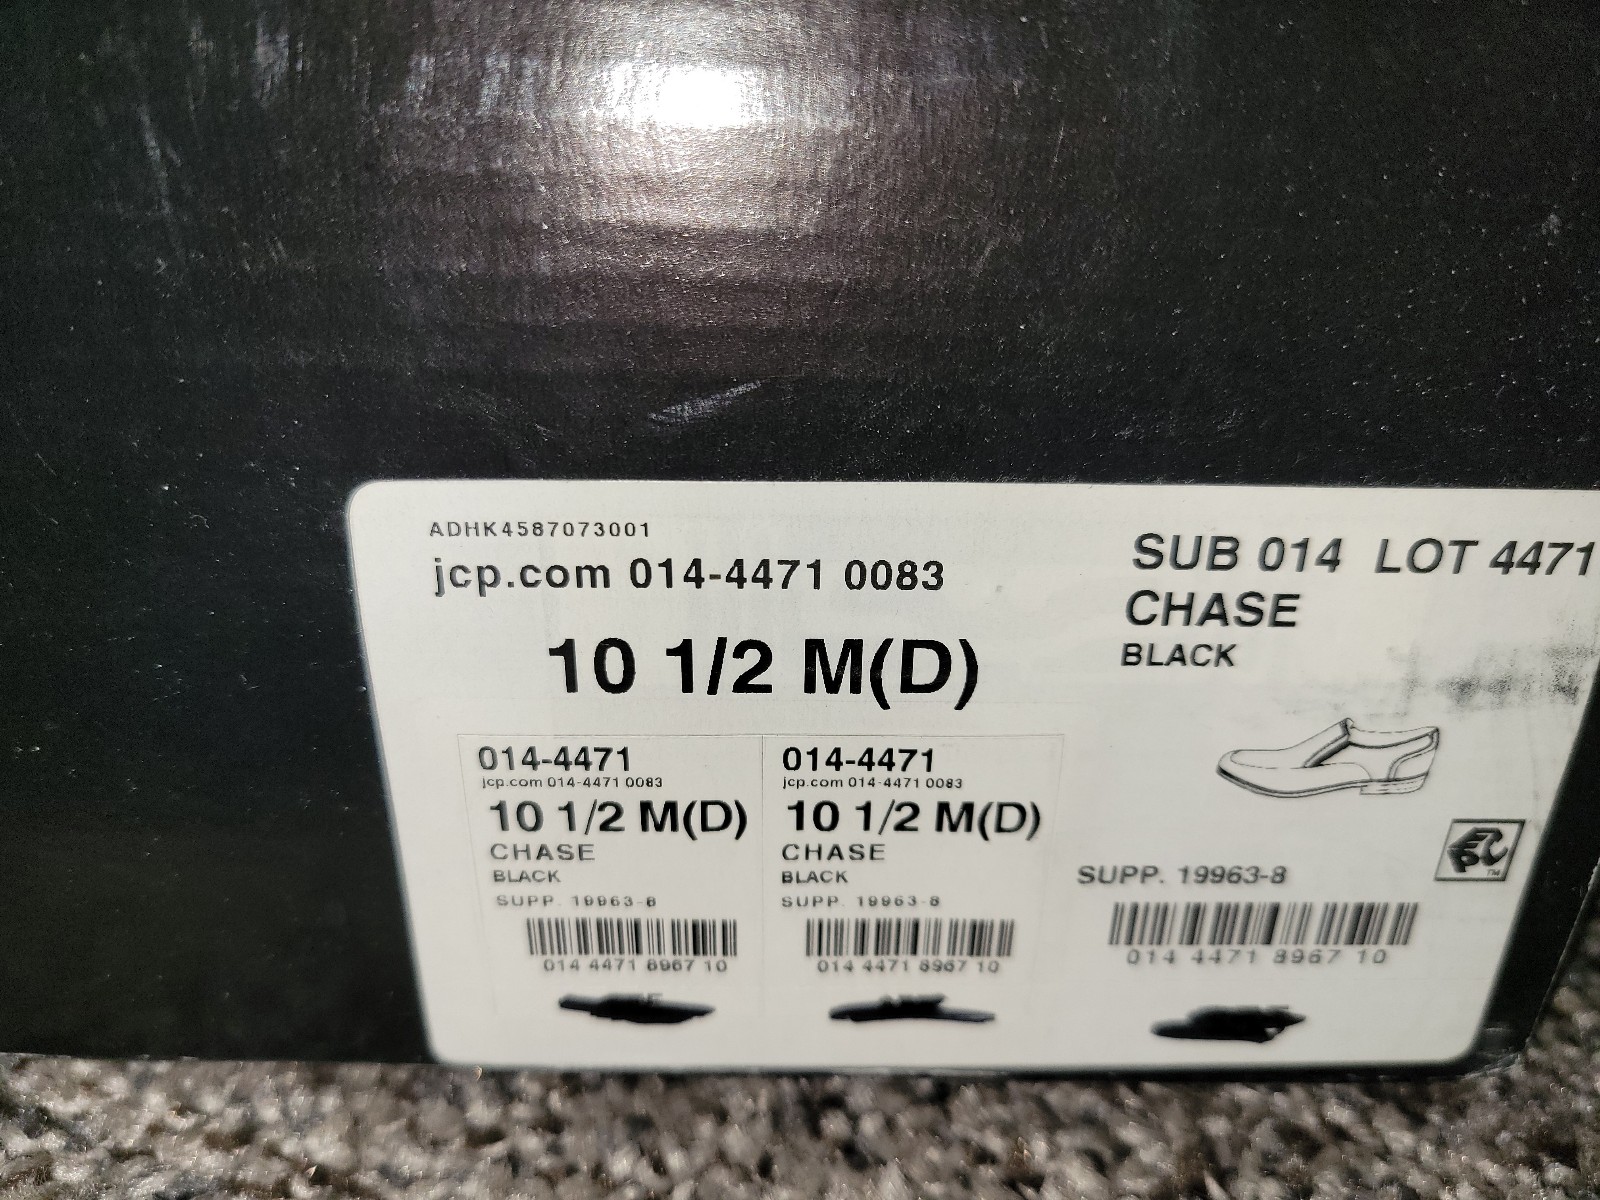 ADHK4587073001
jcp.com 014-4471 0083
10 1/2 M(D)
SUB 014 LOT 4471
CHASE
BLACK
014-4471
jcp.com 014-4471 0083
10 1/2 M(D)
CHASE
BLACK
SUPP. 19963-8
014 4471 8967 10
014-4471
jcp.com 014-4471 0083
10 1/2 M(D)
CHASE
BLACK
SUPP. 19963-8
014 4471 8967 10
SUPP. 19963-8
014 4471 8967 10